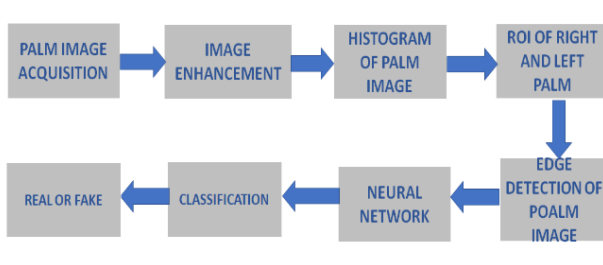 PALM IMAGE
ACQUISITION
IMAGE
ENHANCEMENT
HISTOGRAM
OF PALM
IMAGE
ROI OF RIGHT
AND LEFT
PALM
EDGE
DETECTION OF
POALM
IMAGE
NEURAL
NETWORK
CLASSIFICATION
REAL OR FAKE